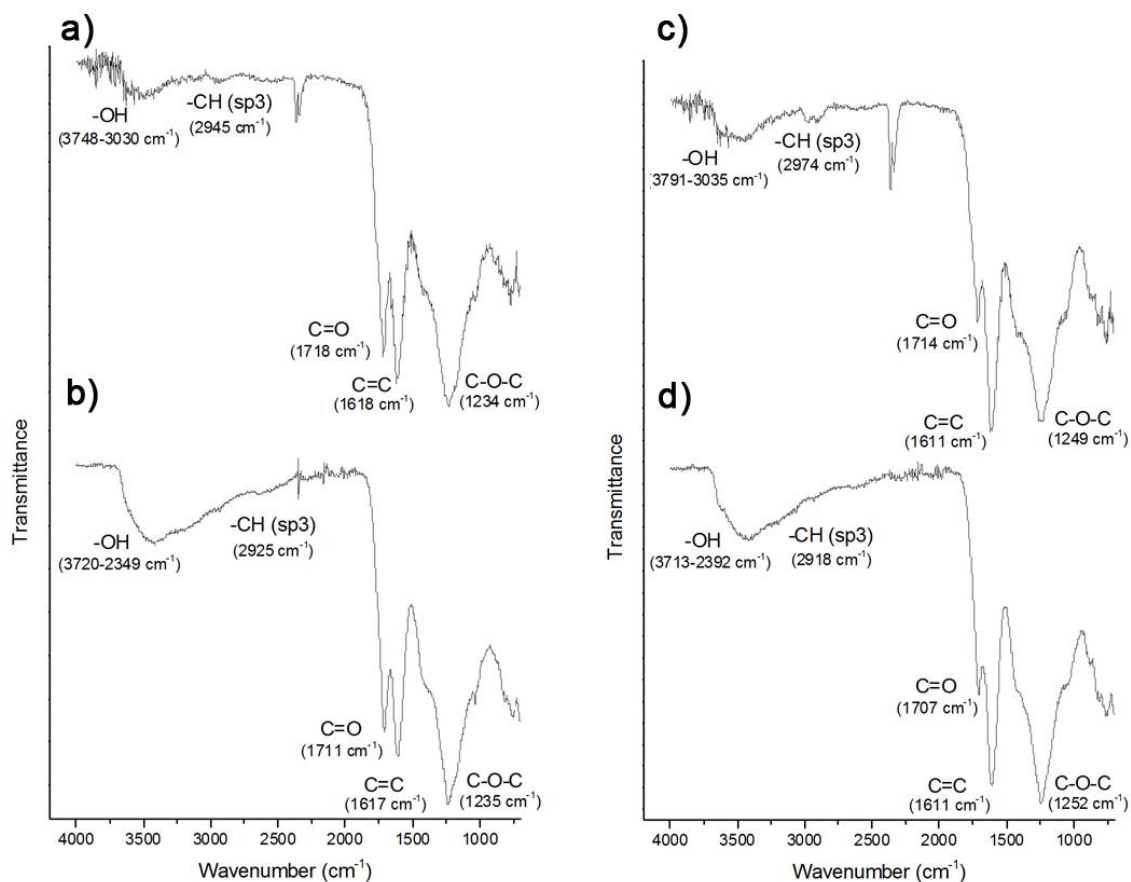 a)
-OH
(3748-3030 cm⁻¹)
-CH (sp3)
(2945 cm⁻¹)
C=O
(1718 cm⁻¹)
C=C
(1618 cm⁻¹)
C-O-C
(1234 cm⁻¹)
b)
-OH
(3720-2349 cm⁻¹)
-CH (sp3)
(2925 cm⁻¹)
C=O
(1711 cm⁻¹)
C=C
(1617 cm⁻¹)
C-O-C
(1235 cm⁻¹)
Transmittance
4000 3500 3000 2500 2000 1500 1000
Wavenumber (cm⁻¹)
c)
-OH
(3791-3035 cm⁻¹)
-CH (sp3)
(2974 cm⁻¹)
C=O
(1714 cm⁻¹)
C=C
(1611 cm⁻¹)
C-O-C
(1249 cm⁻¹)
d)
-OH
(3713-2392 cm⁻¹)
-CH (sp3)
(2918 cm⁻¹)
C=O
(1707 cm⁻¹)
C=C
(1611 cm⁻¹)
C-O-C
(1252 cm⁻¹)
Transmittance
4000 3500 3000 2500 2000 1500 1000
Wavenumber (cm⁻¹)